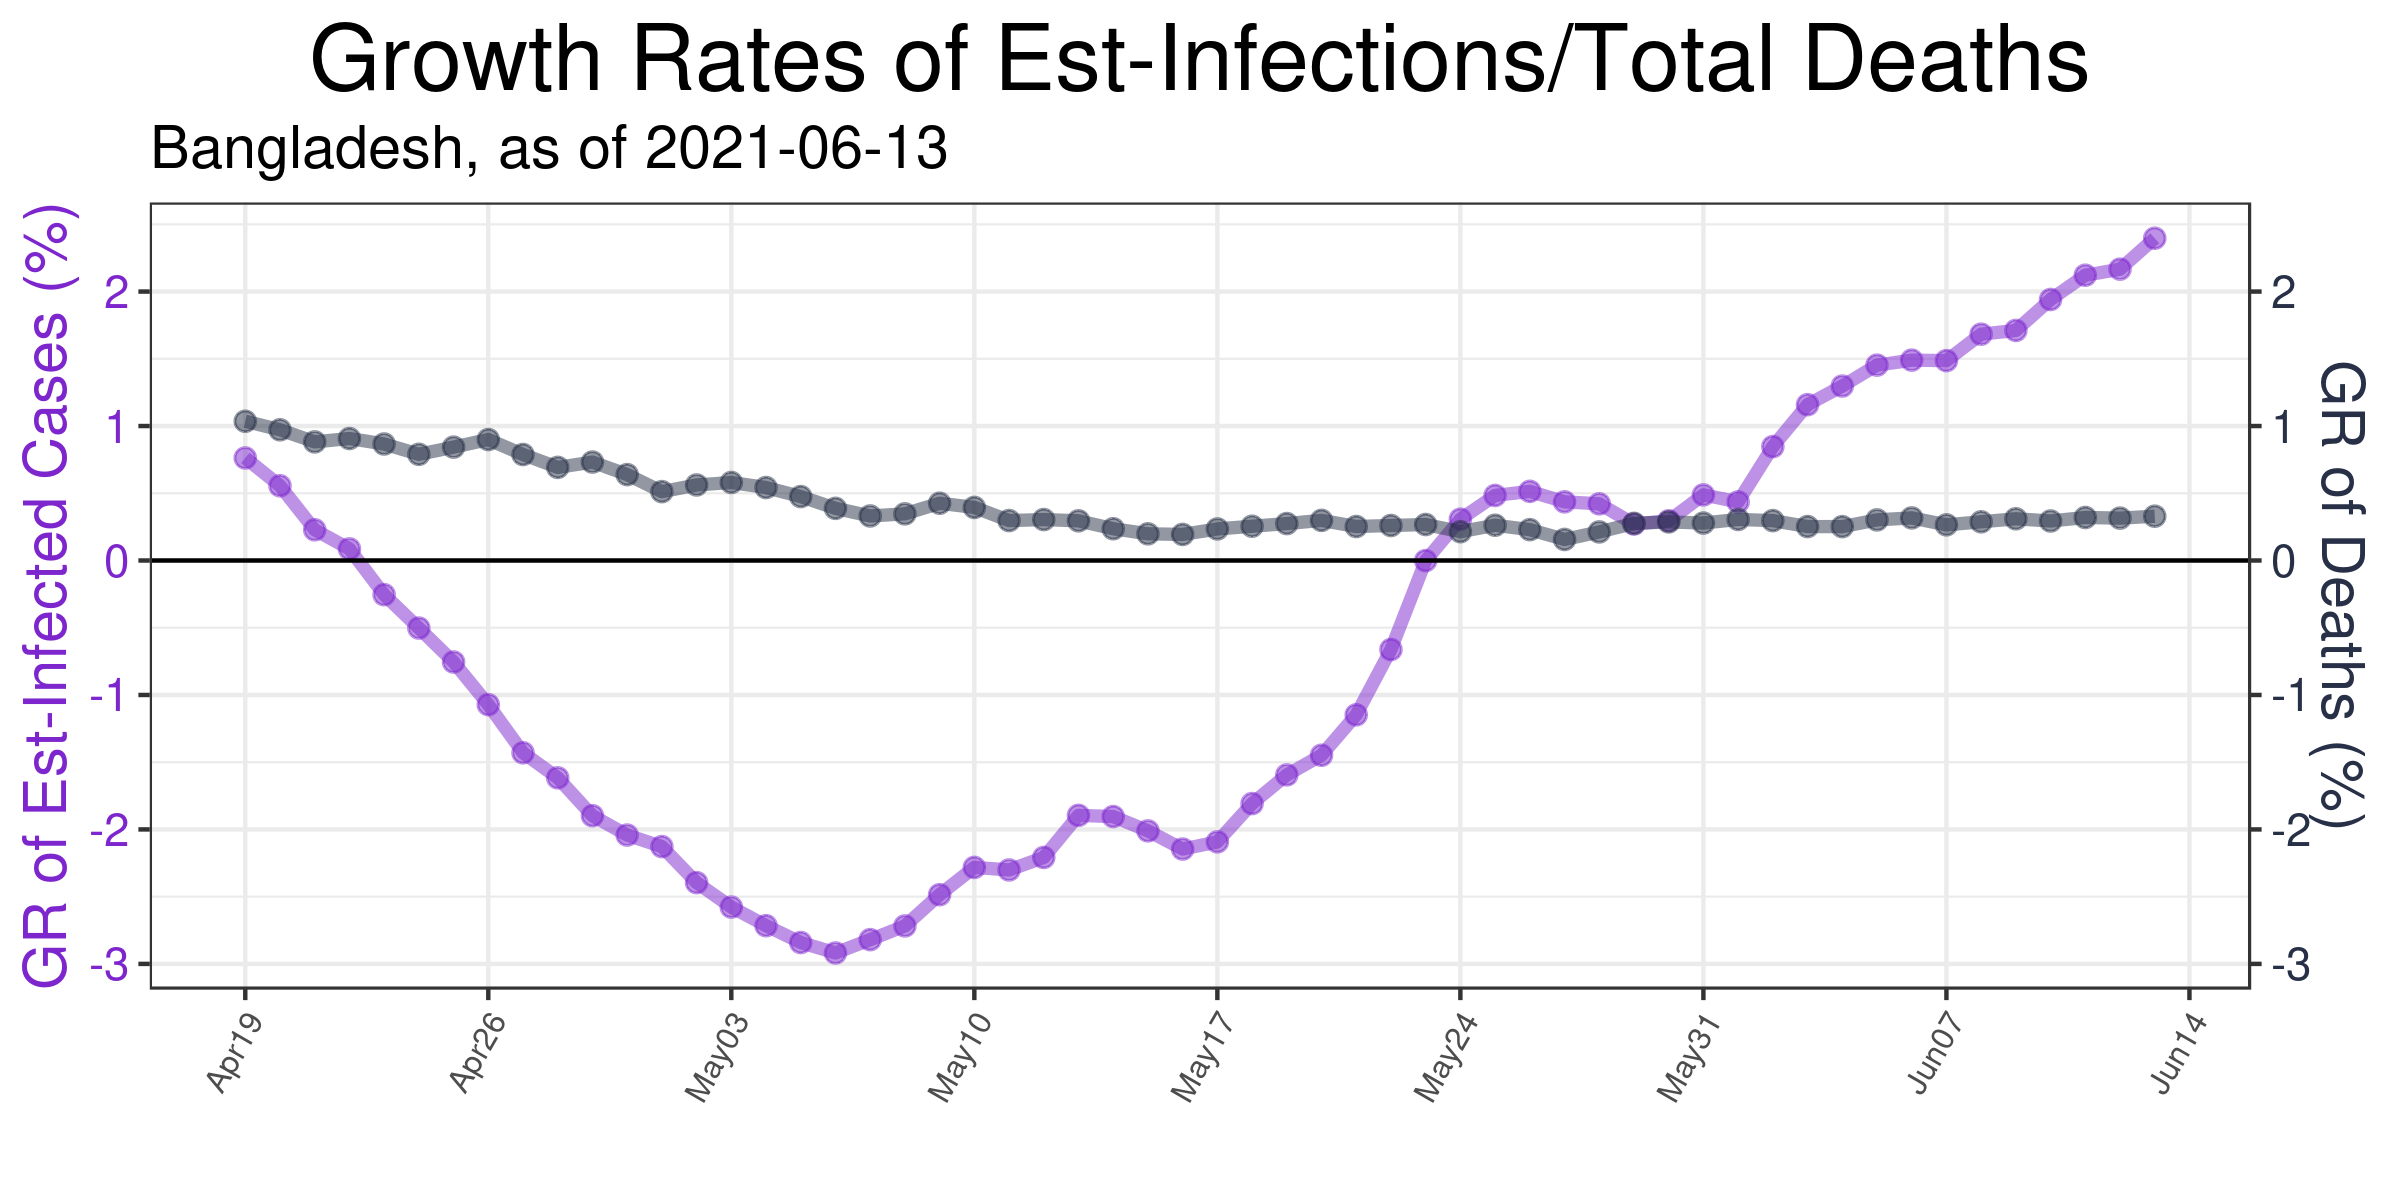 Growth Rates of Est-Infections/Total Deaths
Bangladesh, as of 2021-06-13
GR of Est-Infected Cases (%)
2
1
0
-1
-2
-3
2
1
0
-1
-2
-3
GR of Deaths (%)
Apr19
Apr26
May03
May10
May17
May24
May31
Jun07
Jun14